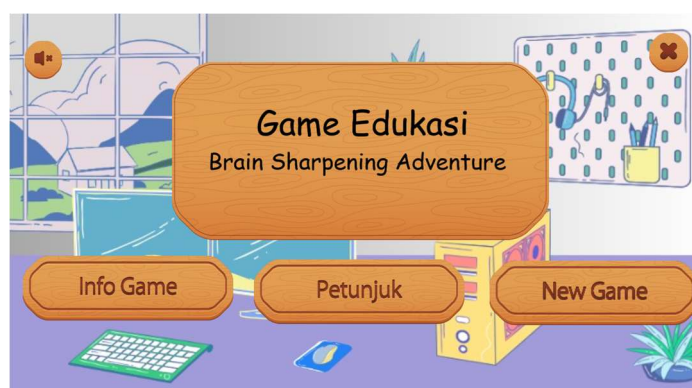 Game Edukasi
Brain Sharpening Adventure
Info Game
Petunjuk
New Game